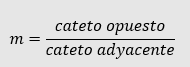 m = cateto opuesto / cateto adyacente